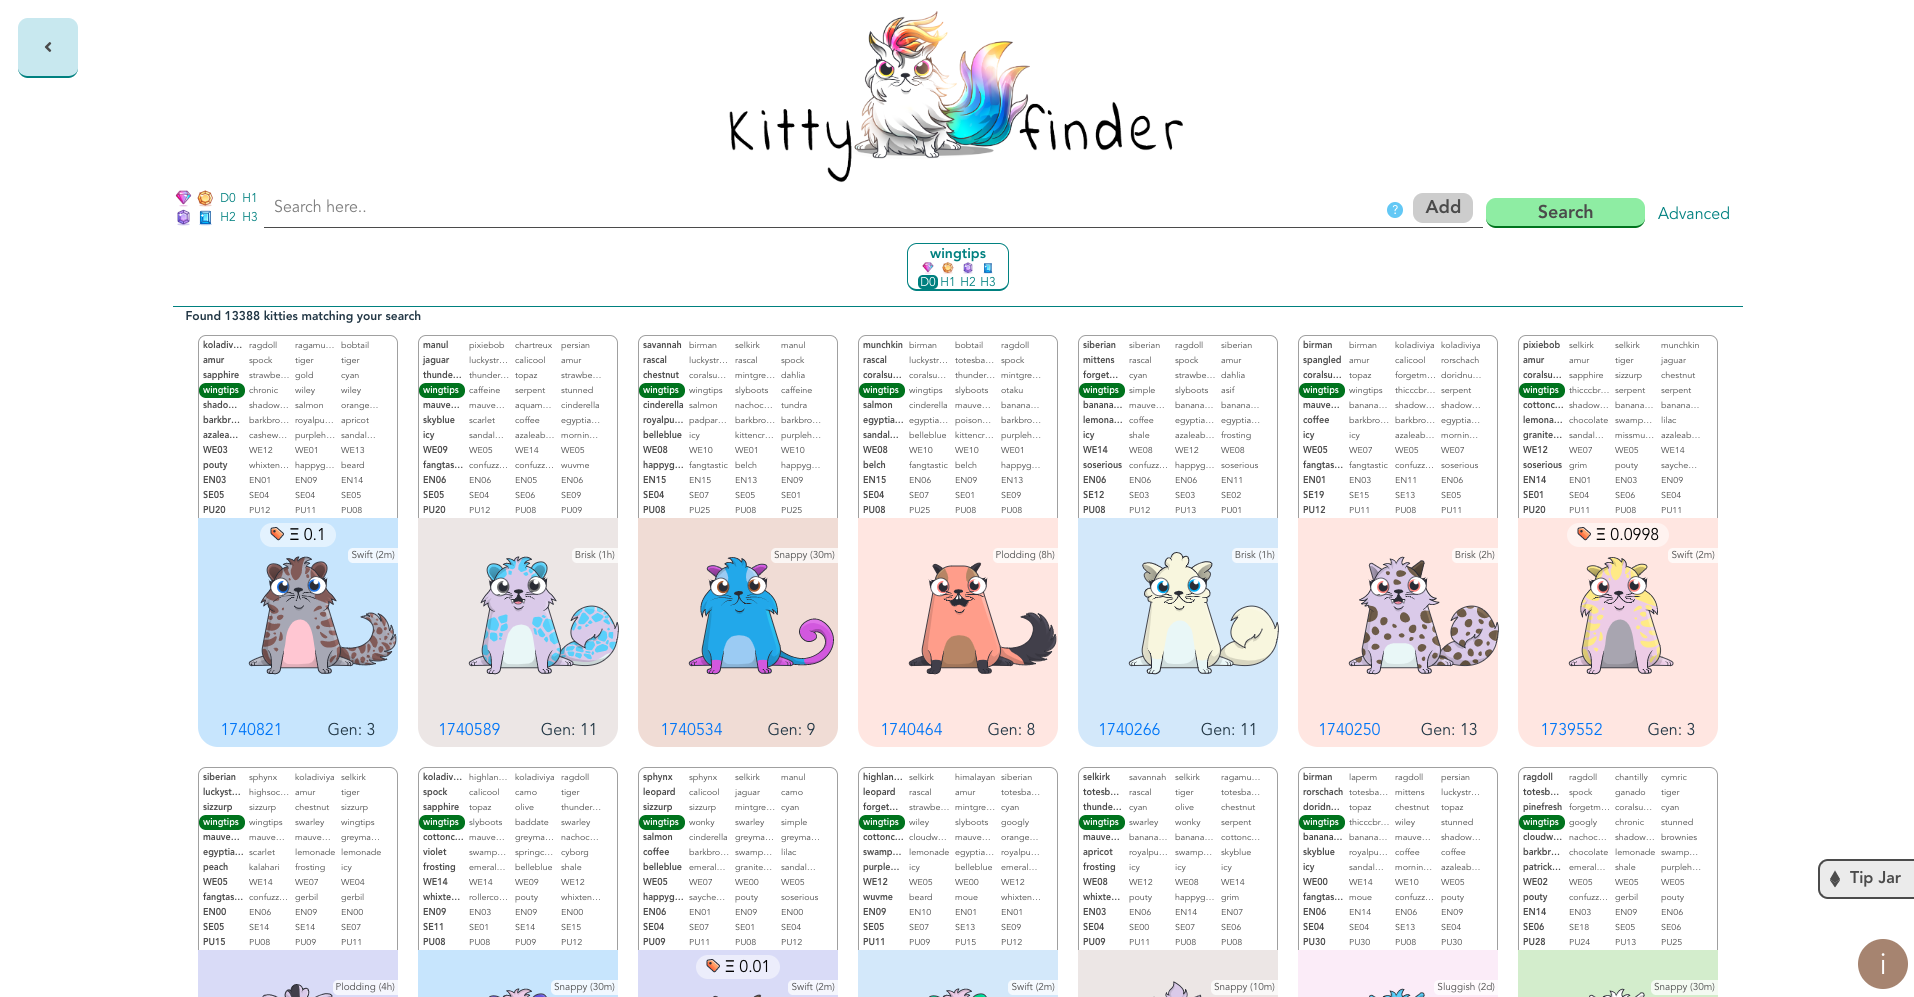 Kitty finder
D0 H1
H2 H3
Search here..
?
Add
Search
Advanced
wingtips
D0 H1 H2 H3
Found 13388 kitties matching your search
koladiv... ragdoll ragamu... bobtail
amur spock tiger tiger
sapphire strawbe... gold cyan
wingtips chronic wiley wiley
shado... shadow... salmon orange...
barkbr... barkbro... royalpu... apricot
azalea... cashew... purpleh... sandal...
WE03 WE12 WE01 WE13
pouty whixten... happyg... beard
EN03 EN01 EN09 EN14
SE05 SE04 SE04 SE05
PU20 PU12 PU11 PU08
Ξ 0.1
Swift (2m)
1740821 Gen: 3
manul pixiebob chartreux persian
jaguar luckystr... calicool amur
thunde... thunder... topaz strawbe...
wingtips caffeine serpent stunned
mauve... mauve... aquam... cinderella
skyblue scarlet coffee egyptia...
icy sandal... azaleab... mornin...
WE09 WE05 WE14 WE05
fangtas... confuzz... confuzz... wuvme
EN06 EN06 EN05 EN06
SE05 SE04 SE06 SE09
PU20 PU12 PU08 PU09
Brisk (1h)
1740589 Gen: 11
savannah birman selkirk manul
rascal luckystr... rascal spock
chestnut coralsu... mintgre... dahlia
wingtips wingtips slyboots caffeine
cinderella salmon nachoc... tundra
royalpu... padpar... barkbro... barkbro...
belleblue icy kittencr... purpleh...
WE08 WE10 WE01 WE10
happyg... fangtastic belch happyg...
EN15 EN15 EN13 EN09
SE04 SE07 SE05 SE01
PU08 PU25 PU08 PU25
Snappy (30m)
1740534 Gen: 9
munchkin birman bobtail ragdoll
rascal luckystr... totesba... spock
coralsu... coralsu... thunder... mintgre...
wingtips wingtips slyboots otaku
salmon cinderella mauve... banana...
egyptia... egyptia... poison... barkbro...
sandal... belleblue kittencr... purpleh...
WE08 WE10 WE10 WE01
belch fangtastic belch happyg...
EN15 EN06 EN09 EN13
SE04 SE07 SE01 SE09
PU08 PU25 PU08 PU08
Plodding (8h)
1740464 Gen: 8
siberian siberian ragdoll siberian
mittens rascal spock amur
forget... cyan strawbe... dahlia
wingtips simple slyboots asif
banana... mauve... banana... banana...
lemona... coffee egyptia... egyptia...
icy shale azaleab... frosting
WE14 WE08 WE12 WE08
soserious confuzz... happyg... soserious
EN06 EN06 EN06 EN11
SE12 SE03 SE03 SE02
PU08 PU12 PU13 PU01
Brisk (1h)
1740266 Gen: 11
birman birman koladiviya koladiviya
spangled amur calicool rorschach
coralsu... topaz forgetm... doridnu...
wingtips wingtips thicccbr... serpent
mauve... banana... shadow... shadow...
coffee barkbro... barkbro... egyptia...
icy icy azaleab... mornin...
WE05 WE07 WE05 WE07
fangtas... fangtastic confuzz... soserious
EN01 EN03 EN11 EN06
SE19 SE15 SE13 SE05
PU12 PU11 PU08 PU11
Brisk (2h)
1740250 Gen: 13
pixiebob selkirk selkirk munchkin
amur amur tiger jaguar
coralsu... sapphire sizzurp chestnut
wingtips thicccbr... serpent serpent
cottonc... shadow... banana... banana...
lemona... chocolate swamp... lilac
granite... sandal... missmu... azaleab...
WE12 WE07 WE05 WE14
soserious grim pouty sayche...
EN14 EN01 EN03 EN09
SE01 SE04 SE06 SE04
PU20 PU11 PU08 PU11
Ξ 0.0998
Swift (2m)
1739552 Gen: 3
siberian sphynx koladiviya selkirk
luckyst... highsoc... amur tiger
sizzurp sizzurp chestnut sizzurp
wingtips wingtips swarley wingtips
mauve... mauve... mauve... greyma...
egyptia... scarlet lemonade lemonade
peach kalahari frosting icy
WE05 WE14 WE07 WE04
fangtas... confuzz... gerbil gerbil
EN00 EN06 EN09 EN00
SE05 SE14 SE14 SE07
PU15 PU08 PU09 PU11
Plodding (4h)
koladiv... highlan... koladiviya ragdoll
spock calicool camo tiger
sapphire topaz olive thunder...
wingtips slyboots baddate swarley
cottonc... mauve... greyma... nachoc...
violet swamp... springc... cyborg
frosting emeral... belleblue shale
WE14 WE14 WE09 WE12
whixte... rollerco... pouty whixten...
EN09 EN03 EN09 EN00
SE11 SE01 SE14 SE15
PU08 PU08 PU09 PU12
Snappy (30m)
sphynx sphynx selkirk manul
leopard calicool jaguar camo
sizzurp sizzurp mintgre... cyan
wingtips wonky swarley simple
salmon cinderella greyma... greyma...
coffee barkbro... swamp... lilac
belleblue emeral... granite... sandal...
WE05 WE07 WE00 WE05
happyg... sayche... pouty soserious
EN06 EN01 EN09 EN00
SE04 SE07 SE01 SE04
PU09 PU11 PU08 PU12
Ξ 0.01
Swift (2m)
highlan... selkirk himalayan siberian
leopard rascal amur totesba...
forget... strawbe... mintgre... cyan
wingtips wiley slyboots googly
cottonc... cloudw... mauve... orange...
swamp... lemonade egyptia... royalpu...
purple... icy belleblue emeral...
WE12 WE05 WE00 WE12
wuvme beard moue whixten...
EN09 EN10 EN01 EN01
SE05 SE07 SE13 SE09
PU11 PU09 PU15 PU12
Swift (2m)
selkirk savannah selkirk ragamu...
totesb... rascal tiger totesba...
thunde... cyan olive chestnut
wingtips swarley wonky serpent
mauve... banana... banana... cottonc...
apricot royalpu... swamp... skyblue
frosting icy icy icy
WE08 WE12 WE08 WE14
whixte... pouty happyg... grim
EN03 EN06 EN14 EN07
SE04 SE00 SE07 SE06
PU09 PU11 PU08 PU08
Snappy (10m)
birman laperm ragdoll persian
rorschach totesba... mittens luckystr...
doridn... topaz chestnut topaz
wingtips thicccbr... wiley stunned
banana... banana... mauve... shadow...
skyblue royalpu... coffee coffee
icy sandal... mornin... azaleab...
WE00 WE14 WE10 WE05
fangtas... moue confuzz... pouty
EN06 EN14 EN06 EN09
SE04 SE04 SE13 SE04
PU30 PU30 PU08 PU30
Sluggish (2d)
ragdoll ragdoll chantilly cymric
totesb... spock ganado tiger
pinefresh forgetm... coralsu... cyan
wingtips googly chronic stunned
cloudw... nachoc... shadow... brownies
barkbr... chocolate lemonade swamp...
patrick... emeral... shale purpleh...
WE02 WE05 WE05 WE05
pouty confuzz... gerbil pouty
EN14 EN03 EN09 EN06
SE06 SE18 SE05 SE06
PU28 PU24 PU13 PU25
Snappy (30m)
Tip Jar
i